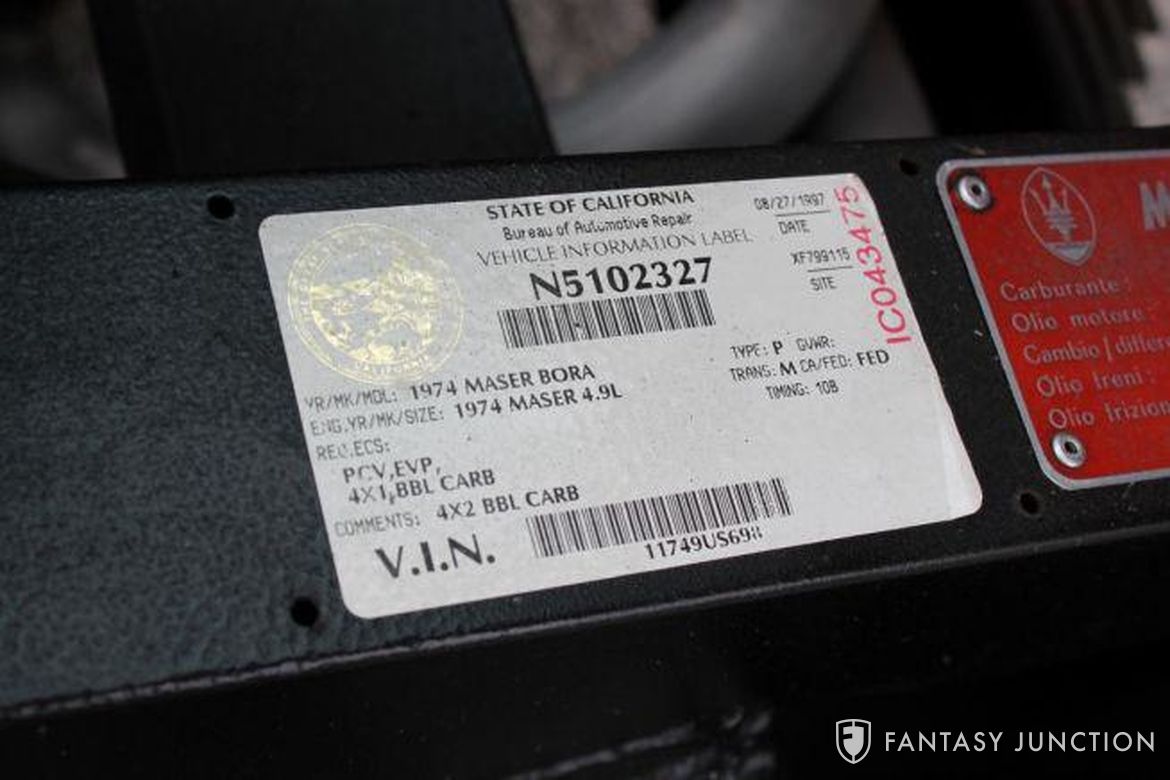 STATE OF CALIFORNIA
Bureau of Automotive Repair
VEHICLE INFORMATION LABEL
N5102327
08/27/1997
DATE
XF799115
SITE
IC043475
YR/MK/MDL: 1974 MASER BORA
ENG.YR/MK/SIZE: 1974 MASER 4.9L
TYPE: P GVWR:
TRANS: M CA/FED: FED
TIMING: 10B
REQ.ECS:
PCV,EVP,
4X1,BBL CARB
COMMENTS: 4X2 BBL CARB
V.I.N.
11749US698
M
Carburante:
Olio motore:
Cambio/differe
Olio freni:
Olio frizion
FANTASY JUNCTION